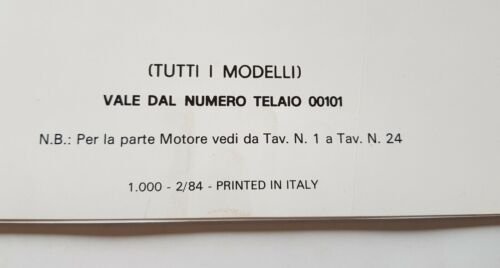 (TUTTI I MODELLI)
VALE DAL NUMERO TELAIO 00101
N.B.: Per la parte Motore vedi da Tav. N. 1 a Tav. N. 24
1.000 - 2/84 - PRINTED IN ITALY